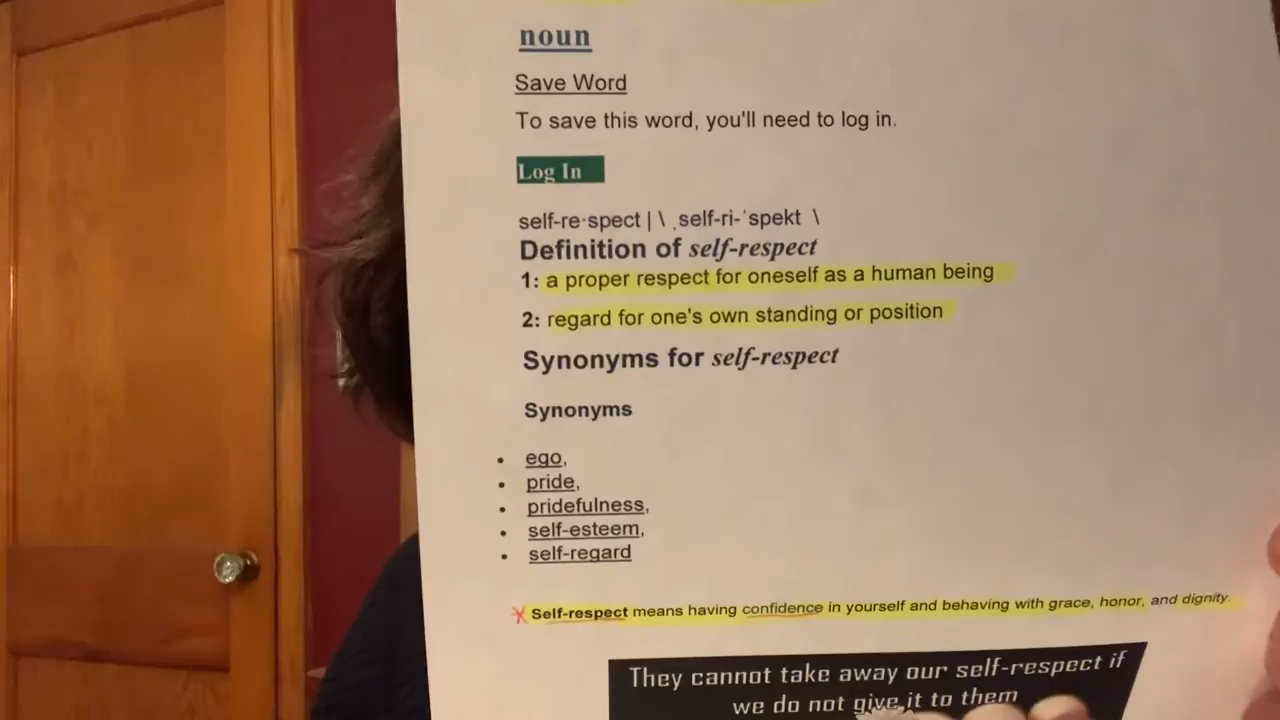 noun
Save Word
To save this word, you'll need to log in.
Log In
self-re·spect | \ ˌself-ri-ˈspekt \
Definition of self-respect
1: a proper respect for oneself as a human being
2: regard for one's own standing or position
Synonyms for self-respect
Synonyms
• ego,
• pride,
• pridefulness,
• self-esteem,
• self-regard
Self-respect means having confidence in yourself and behaving with grace, honor, and dignity.
They cannot take away our self-respect if
we do not give it to them